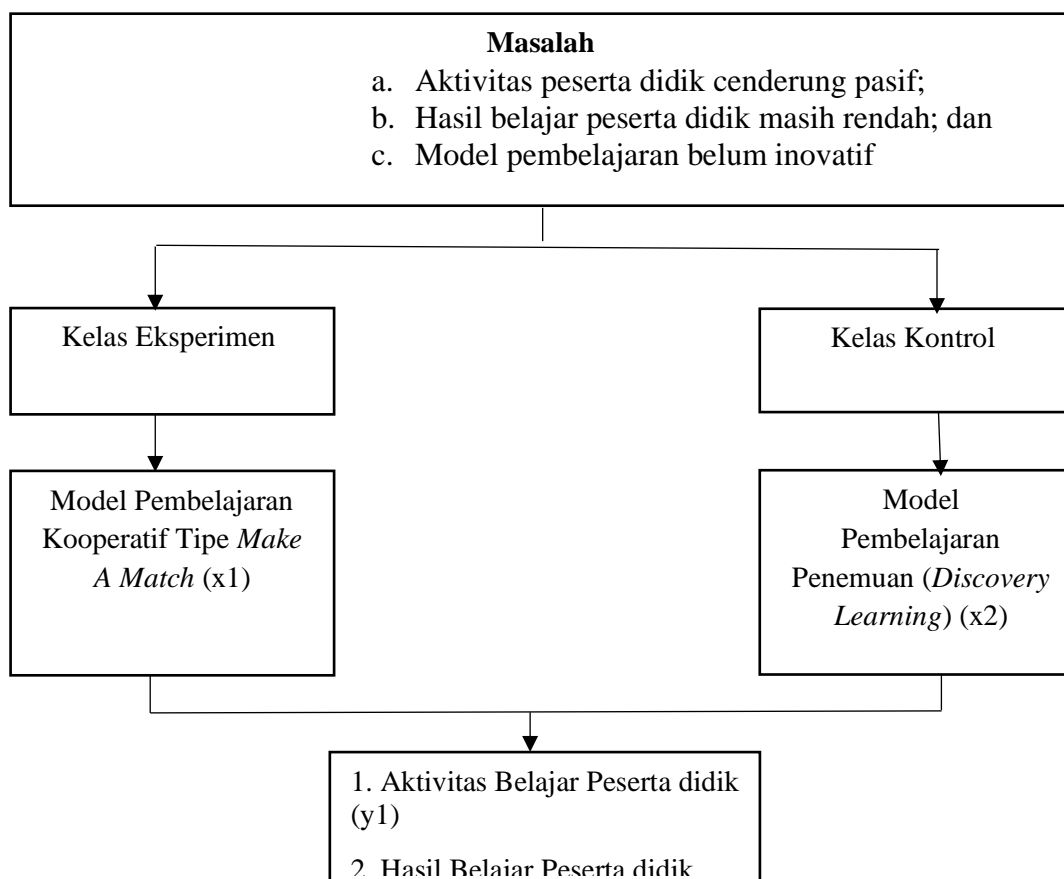 Masalah
a. Aktivitas peserta didik cenderung pasif;
b. Hasil belajar peserta didik masih rendah; dan
c. Model pembelajaran belum inovatif
Kelas Eksperimen
Kelas Kontrol
Model Pembelajaran
Kooperatif Tipe Make
A Match (x1)
Model
Pembelajaran
Penemuan (Discovery
Learning) (x2)
1. Aktivitas Belajar Peserta didik
(y1)
2. Hasil Belajar Peserta didik